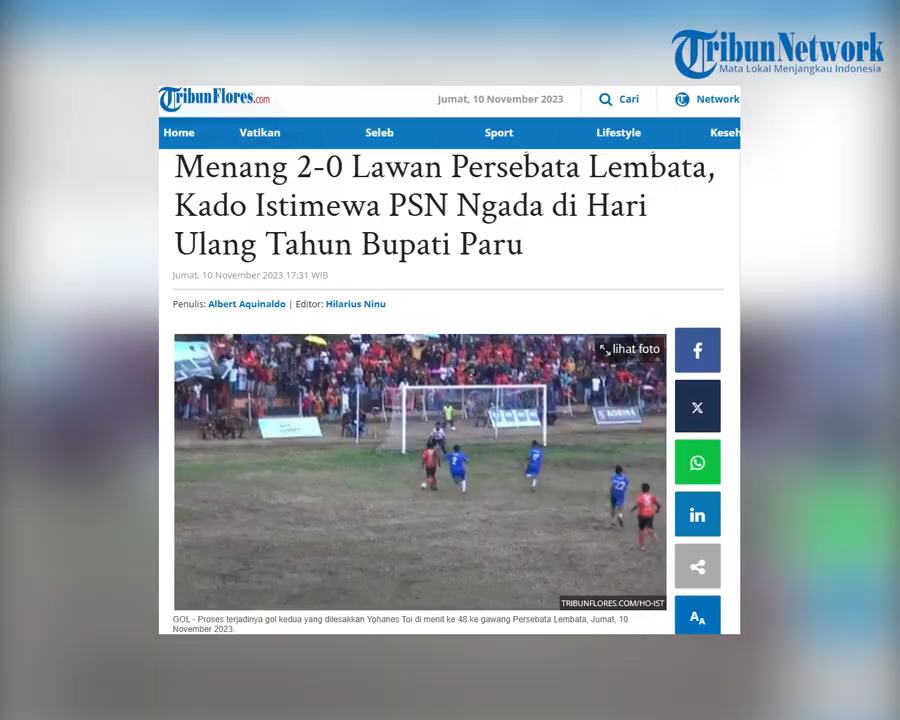 TribunNetwork
Mata Lokal Menjangkau Indonesia
TribunFlores.com
Jumat, 10 November 2023
Cari
Network
Home
Vatikan
Seleb
Sport
Lifestyle
Keseh
Menang 2-0 Lawan Persebata Lembata,
Kado Istimewa PSN Ngada di Hari
Ulang Tahun Bupati Paru
Jumat, 10 November 2023 17:31 WIB
Penulis: Albert Aquinaldo | Editor: Hilarius Ninu
lihat foto
TRIBUNFLORES.COM/HO-IST
GOL - Proses terjadinya gol kedua yang dilesakkan Yohanes Toi di menit ke 48 ke gawang Persebata Lembata, Jumat, 10
November 2023.